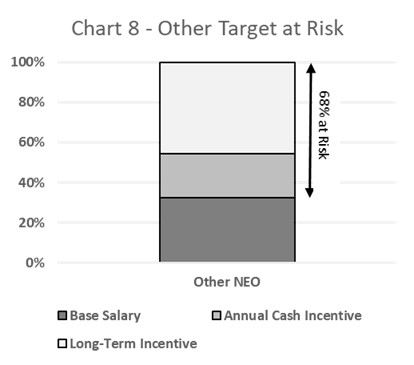 Chart 8 - Other Target at Risk
100%
80%
60%
40%
20%
0%
68% at Risk
Other NEO
Base Salary
Annual Cash Incentive
Long-Term Incentive